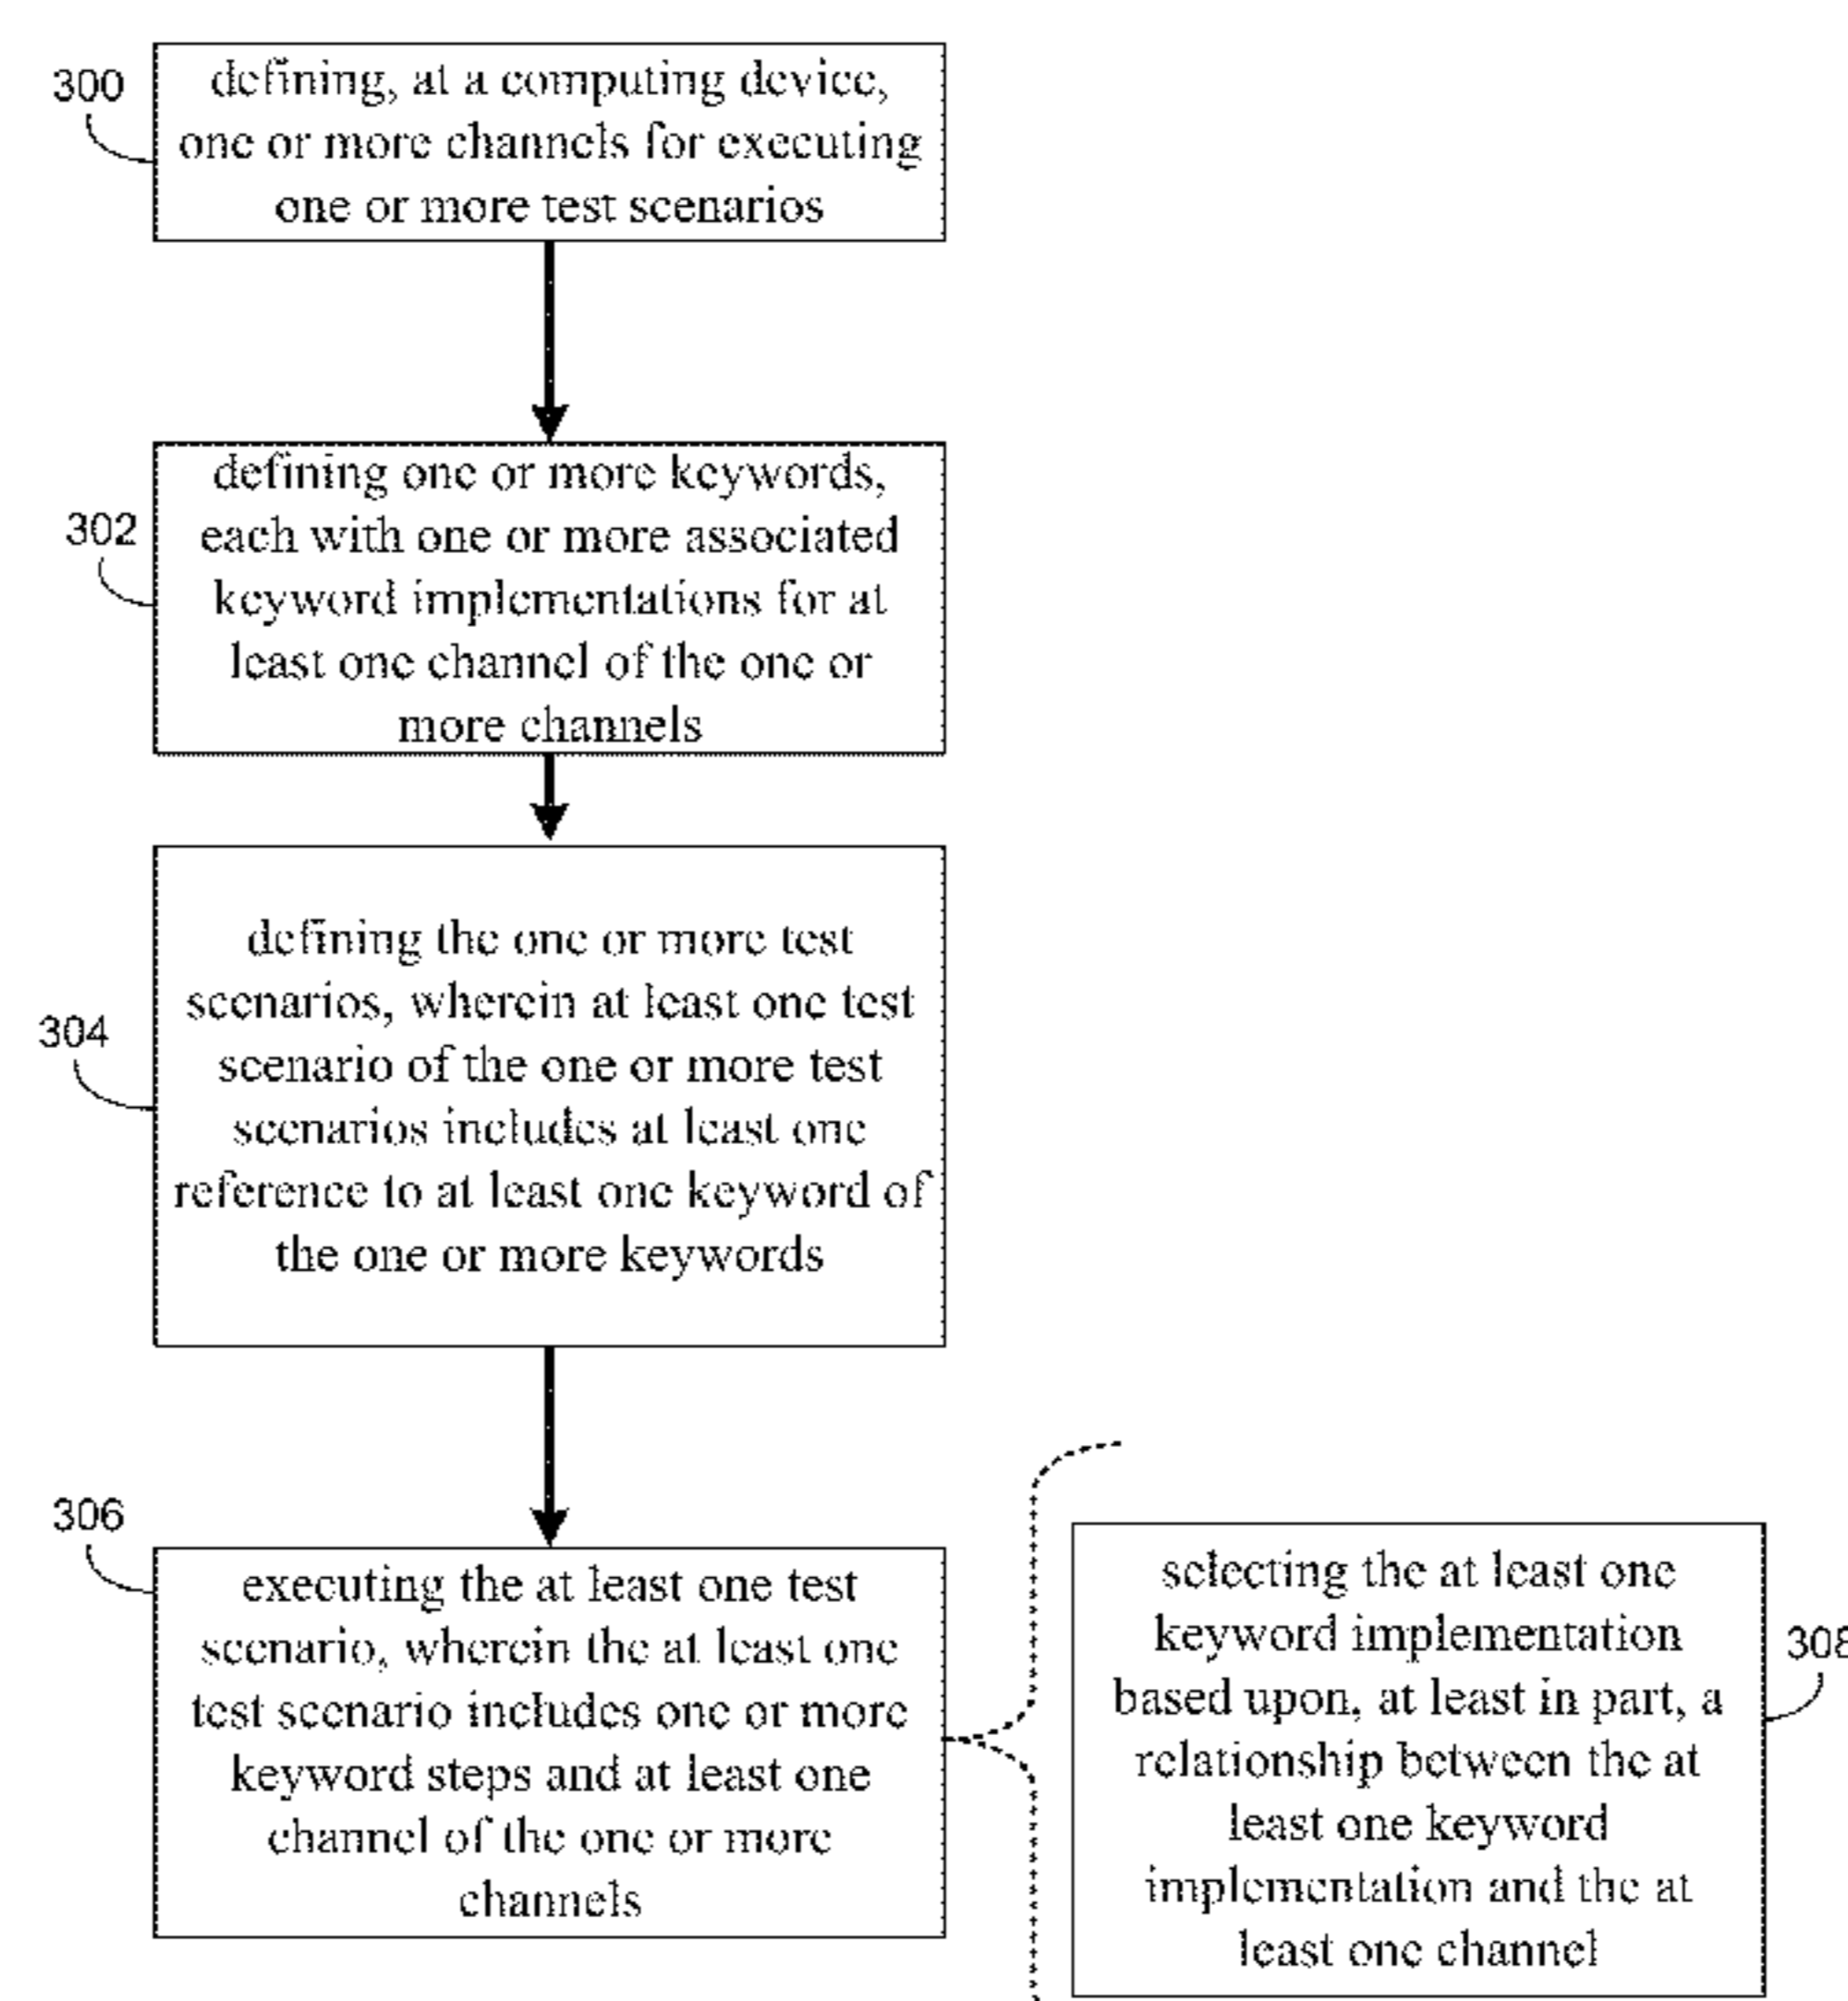 300
defining, at a computing device,
one or more channels for executing
one or more test scenarios
302
defining one or more keywords,
each with one or more associated
keyword implementations for at
least one channel of the one or
more channels
304
defining the one or more test
scenarios, wherein at least one test
scenario of the one or more test
scenarios includes at least one
reference to at least one keyword of
the one or more keywords
306
executing the at least one test
scenario, wherein the at least one
test scenario includes one or more
keyword steps and at least one
channel of the one or more
channels
selecting the at least one
keyword implementation
based upon, at least in part, a
relationship between the at
least one keyword
implementation and the at
least one channel
308